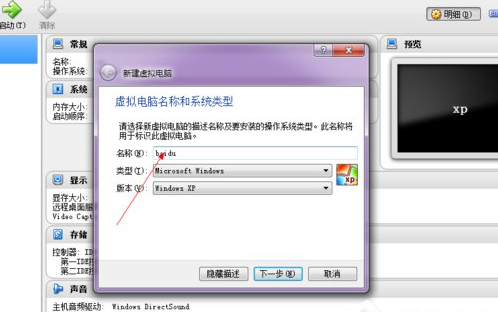 启动(T)
清除
明细(D)
常规
预览
名称:
操作系统:
系统
内存大小:
启动顺序:
xp
显示
显存大小:
远程桌面服
Video Capt
存储
控制器: ID
第一IDE控
第二IDE控
声音
主机音频驱动: Windows DirectSound
新建虚拟电脑
虚拟电脑名称和系统类型
请选择新虚拟电脑的描述名称及要安装的操作系统类型。此名称将
用于标识此虚拟电脑。
名称(N): baidu
类型(T): Microsoft Windows
xp
版本(V): Windows XP
隐藏描述
下一步(N)
取消